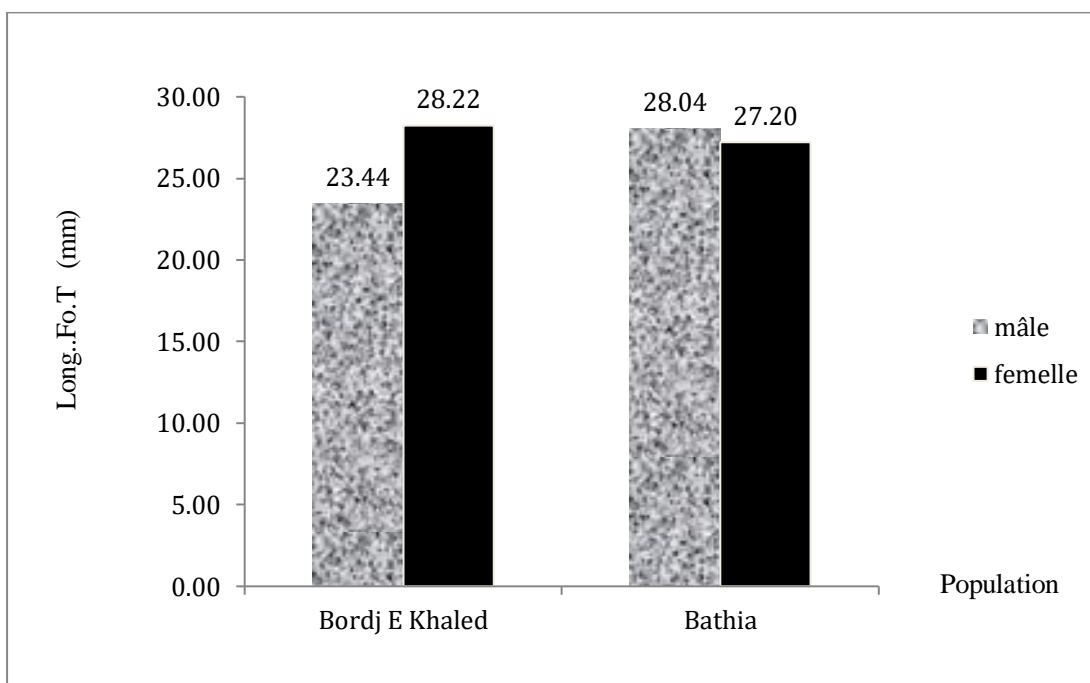 30.00
25.00
20.00
15.00
10.00
5.00
0.00
Long..Fo.T (mm)
23.44
28.22
28.04
27.20
Bordj E Khaled
Bathia
Population
mâle
femelle